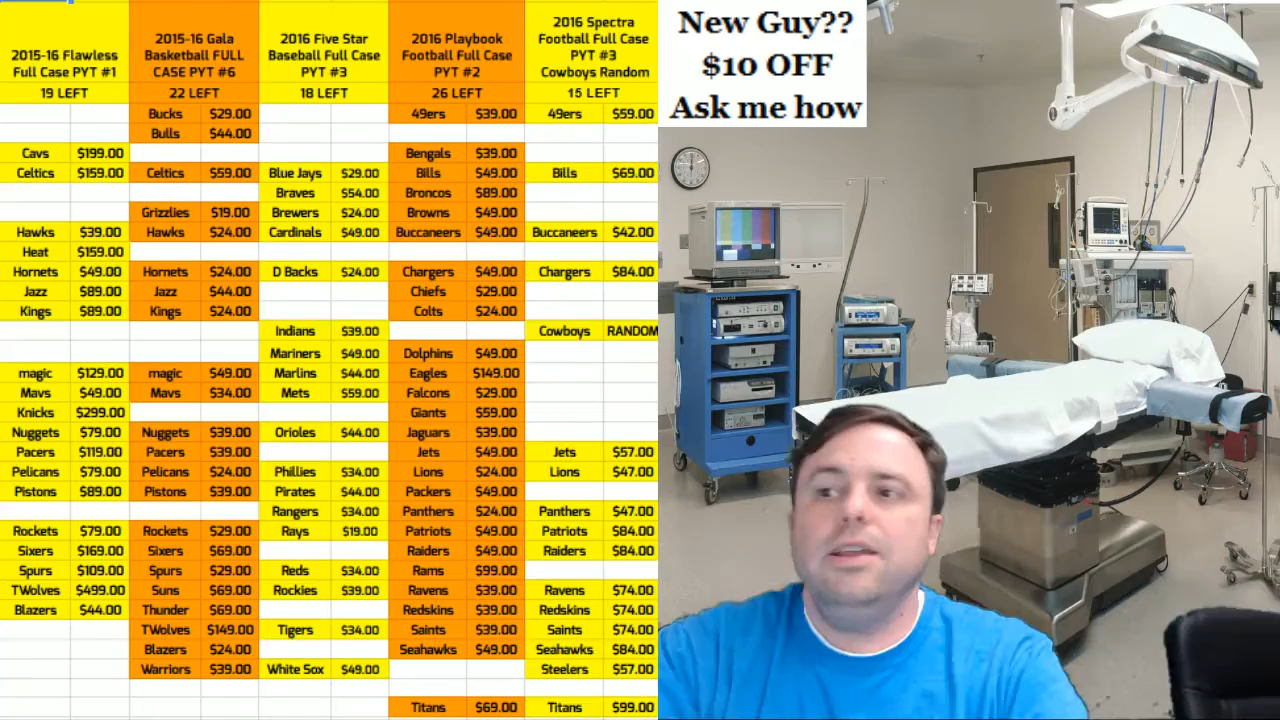 2015-16 Flawless
Full Case PYT #1
19 LEFT
Cavs $199.00
Celtics $159.00
Hawks $39.00
Heat $159.00
Hornets $49.00
Jazz $89.00
Kings $89.00
magic $129.00
Mavs $49.00
Knicks $299.00
Nuggets $79.00
Pacers $119.00
Pelicans $79.00
Pistons $89.00
Rockets $79.00
Sixers $169.00
Spurs $109.00
TWolves $499.00
Blazers $44.00
2015-16 Gala
Basketball FULL
CASE PYT #6
22 LEFT
Bucks $29.00
Bulls $44.00
Celtics $59.00
Grizzlies $19.00
Hawks $24.00
Hornets $24.00
Jazz $44.00
Kings $24.00
magic $49.00
Mavs $34.00
Nuggets $39.00
Pacers $39.00
Pelicans $24.00
Pistons $39.00
Rockets $29.00
Sixers $69.00
Spurs $29.00
Suns $69.00
Thunder $69.00
TWolves $149.00
Blazers $24.00
Warriors $39.00
2016 Five Star
Baseball Full Case
PYT #3
18 LEFT
Blue Jays $29.00
Braves $54.00
Brewers $24.00
Cardinals $49.00
D Backs $24.00
Indians $39.00
Mariners $49.00
Marlins $44.00
Mets $59.00
Orioles $44.00
Phillies $34.00
Pirates $44.00
Rangers $34.00
Rays $19.00
Reds $34.00
Rockies $39.00
Tigers $34.00
White Sox $49.00
2016 Playbook
Football Full Case
PYT #2
26 LEFT
49ers $39.00
Bengals $39.00
Bills $49.00
Broncos $89.00
Browns $49.00
Buccaneers $49.00
Chargers $49.00
Chiefs $29.00
Colts $24.00
Dolphins $49.00
Eagles $149.00
Falcons $29.00
Giants $59.00
Jaguars $39.00
Jets $49.00
Lions $24.00
Packers $49.00
Panthers $24.00
Patriots $49.00
Raiders $49.00
Rams $99.00
Ravens $39.00
Redskins $39.00
Saints $39.00
Seahawks $49.00
Titans $69.00
2016 Spectra
Football Full Case
PYT #3
Cowboys Random
15 LEFT
49ers $59.00
Bills $69.00
Buccaneers $42.00
Chargers $84.00
Cowboys RANDOM
Jets $57.00
Lions $47.00
Panthers $47.00
Patriots $84.00
Raiders $84.00
Ravens $74.00
Redskins $74.00
Saints $74.00
Seahawks $84.00
Steelers $57.00
Titans $99.00
New Guy??
$10 OFF
Ask me how